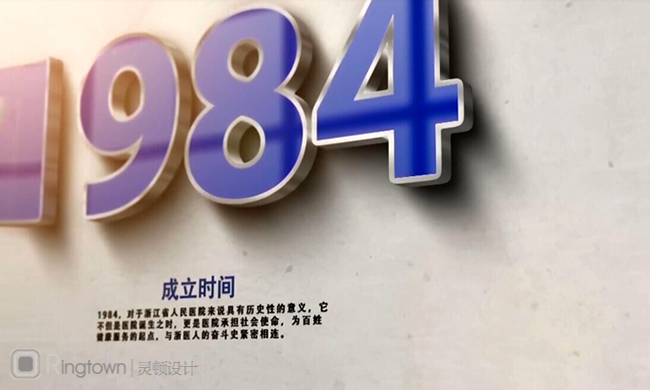 1984
成立时间
1984，对于浙江省人民医院来说具有历史性的意义，它
不但是医院诞生之时，更是医院承担社会使命，为百姓
健康服务的起点，与浙医人的奋斗史紧密相连。
Ringtown | 灵顿设计